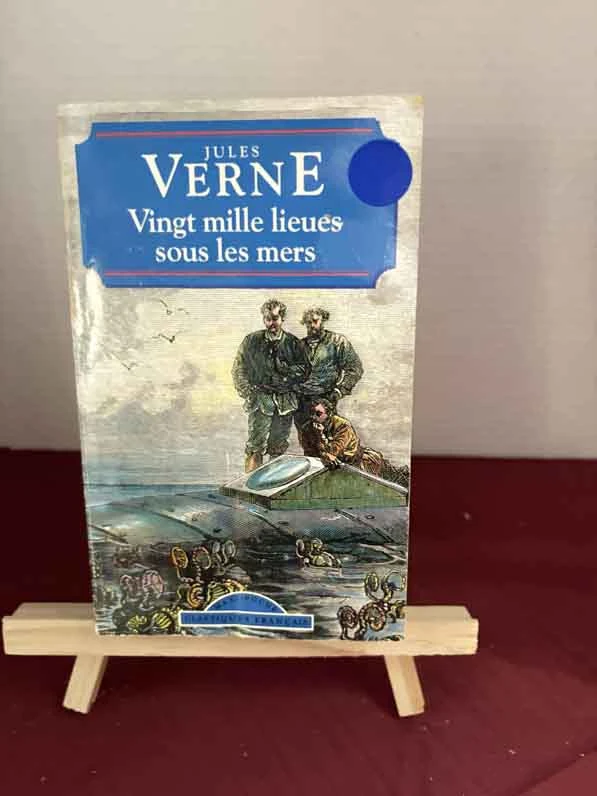 JULES
VERNE
Vingt mille lieues
sous les mers
CLASSIQUES FRANÇAIS